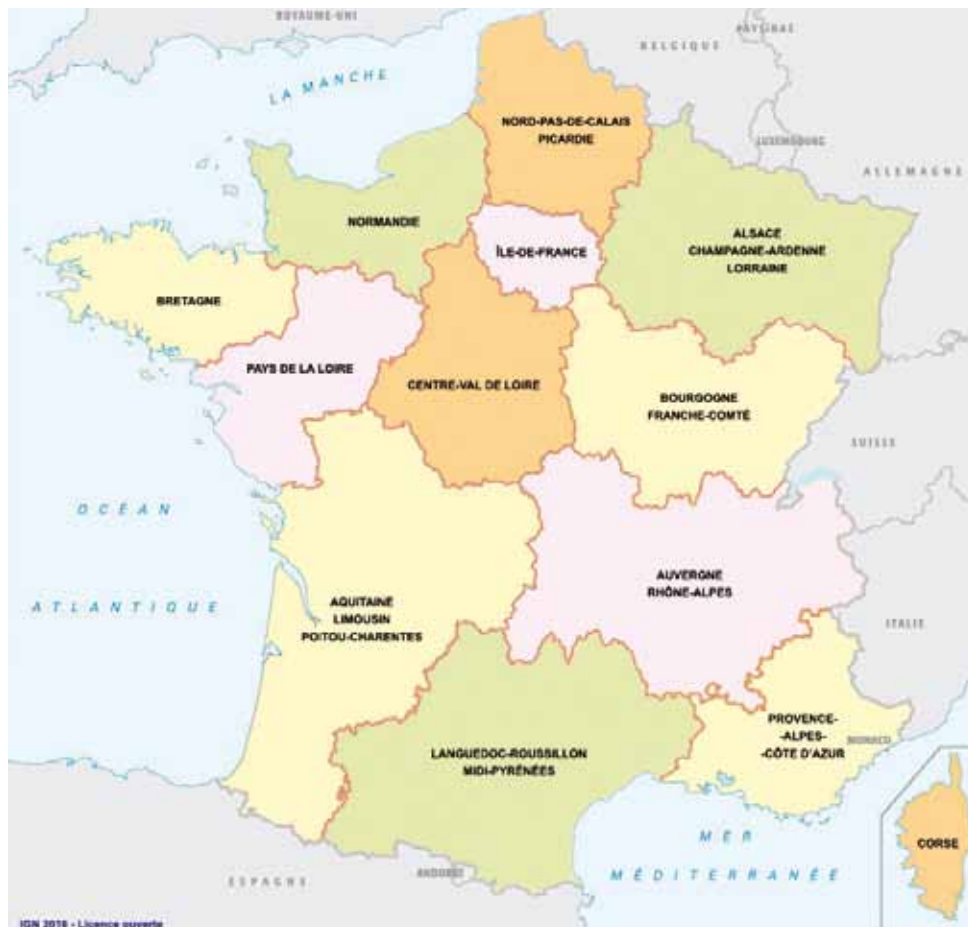 ROYAUME-UNI
PAYS-BAS
BELGIQUE
LA MANCHE
NORD-PAS-DE-CALAIS
PICARDIE
LUXEMBOURG
ALLEMAGNE
NORMANDIE
ÎLE-DE-FRANCE
ALSACE
CHAMPAGNE-ARDENNE
LORRAINE
BRETAGNE
PAYS DE LA LOIRE
CENTRE-VAL DE LOIRE
BOURGOGNE
FRANCHE-COMTÉ
SUISSE
OCÉAN
ATLANTIQUE
AUVERGNE
RHÔNE-ALPES
AQUITAINE
LIMOUSIN
POITOU-CHARENTES
ITALIE
PROVENCE-
-ALPES-
-CÔTE D'AZUR
MONACO
LANGUEDOC-ROUSSILLON
MIDI-PYRÉNÉES
MER
MÉDITERRANÉE
CORSE
ANDORRE
ESPAGNE
IGN 2016 - Licence ouverte